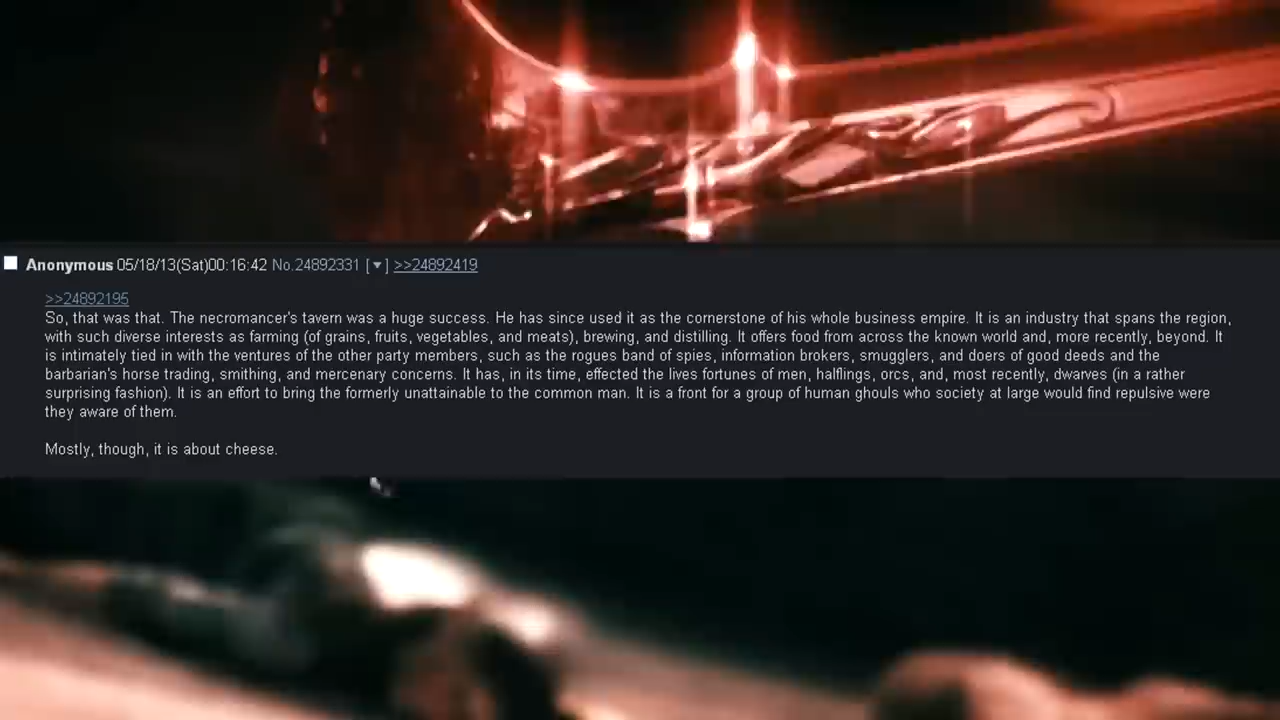 Anonymous 05/18/13(Sat)00:16:42 No.24892331 [▼] >>24892419
>>24892195
So, that was that. The necromancer's tavern was a huge success. He has since used it as the cornerstone of his whole business empire. It is an industry that spans the region,
with such diverse interests as farming (of grains, fruits, vegetables, and meats), brewing, and distilling. It offers food from across the known world and, more recently, beyond. It
is intimately tied in with the ventures of the other party members, such as the rogues band of spies, information brokers, smugglers, and doers of good deeds and the
barbarian's horse trading, smithing, and mercenary concerns. It has, in its time, effected the lives fortunes of men, halflings, orcs, and, most recently, dwarves (in a rather
surprising fashion). It is an effort to bring the formerly unattainable to the common man. It is a front for a group of human ghouls who society at large would find repulsive were
they aware of them.
Mostly, though, it is about cheese.